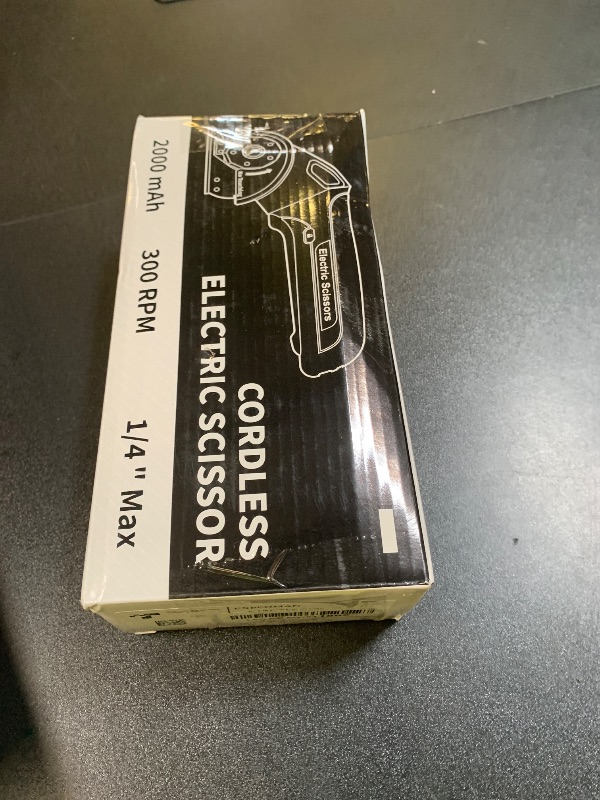 CORDLESS
ELECTRIC SCISSOR
Electric Scissors
2000 mAh
300 RPM
1/4" Max